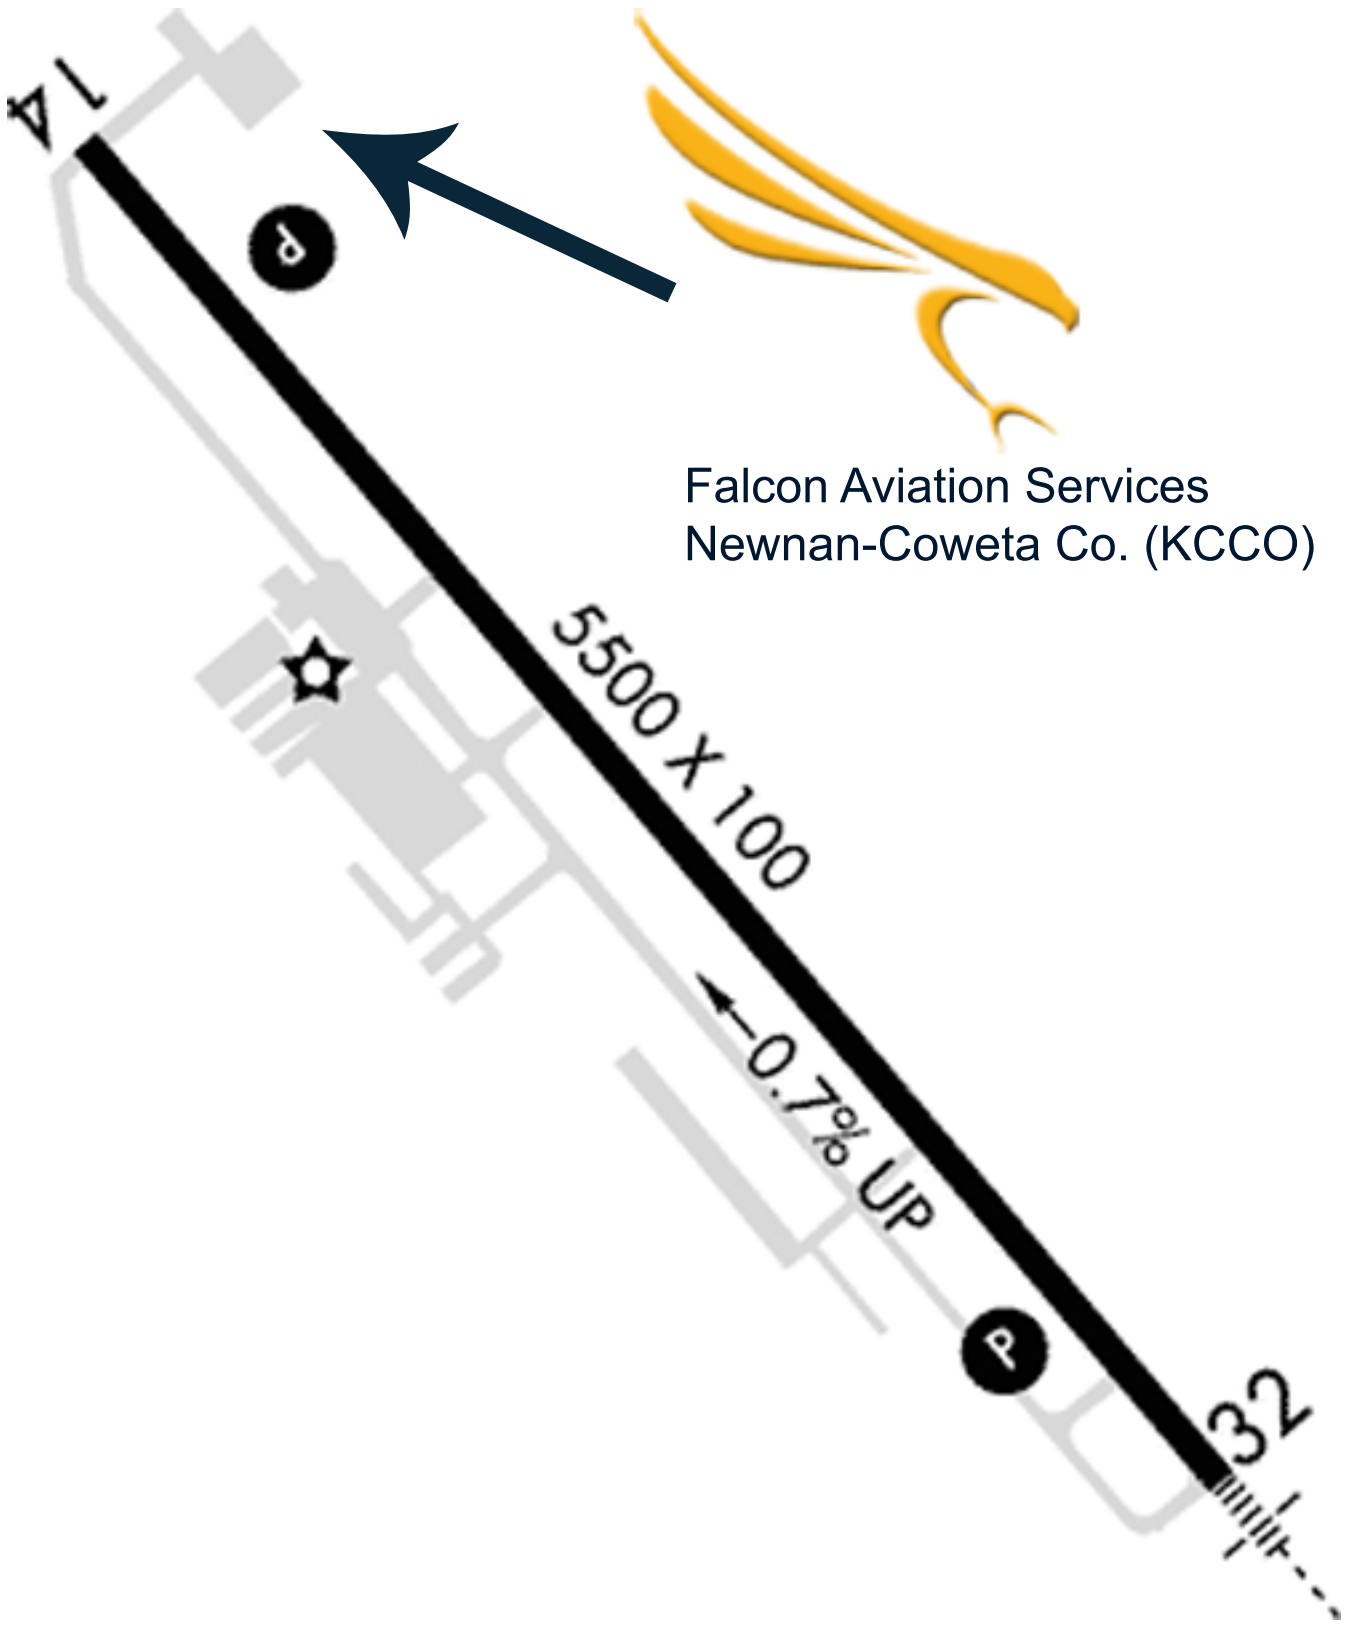 14
P
Falcon Aviation Services
Newnan-Coweta Co. (KCCO)
5500 X 100
0.7% UP
P
32